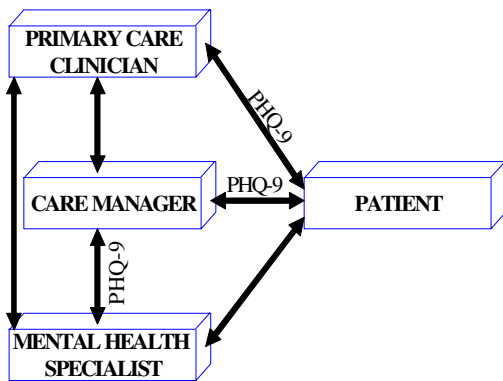 PRIMARY CARE
CLINICIAN
PHQ-9
CARE MANAGER
PHQ-9
PATIENT
PHQ-9
MENTAL HEALTH
SPECIALIST